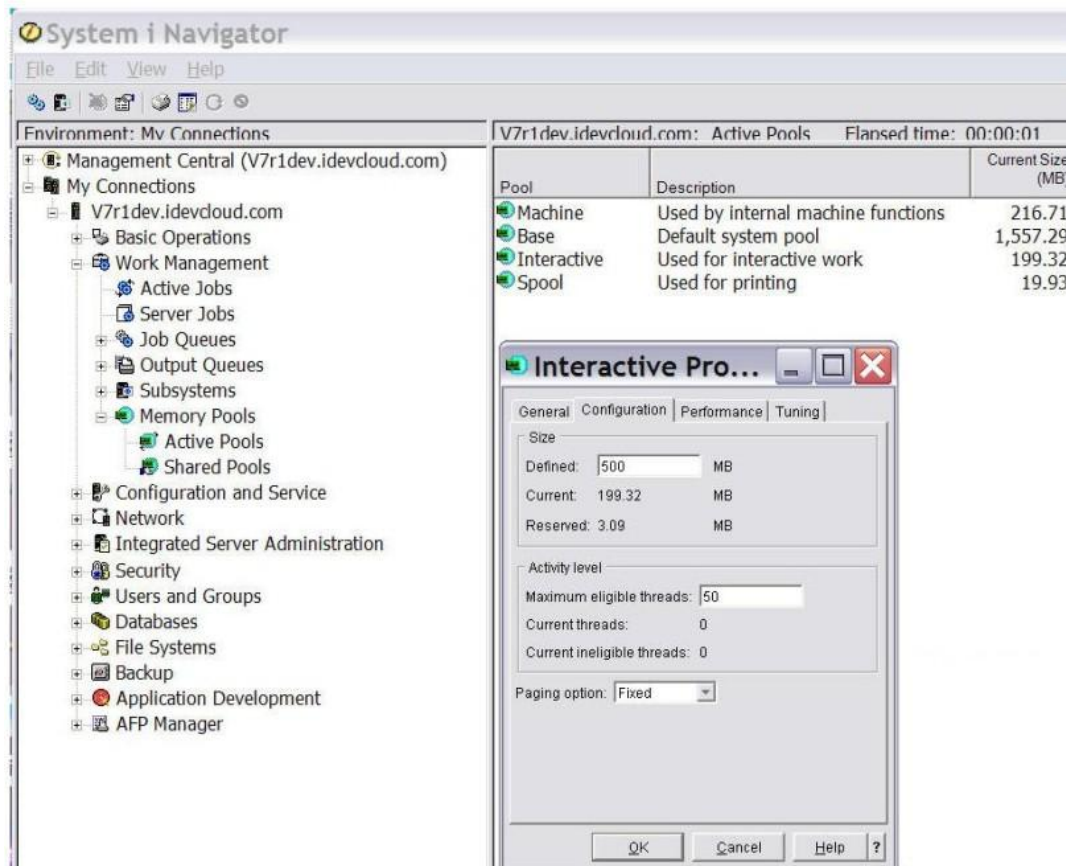 System i Navigator
File Edit View Help
Environment: My Connections
V7r1dev.idevcloud.com: Active Pools Elapsed time: 00:00:01
Management Central (V7r1dev.idevcloud.com)
My Connections
V7r1dev.idevcloud.com
Basic Operations
Work Management
Active Jobs
Server Jobs
Job Queues
Output Queues
Subsystems
Memory Pools
Active Pools
Shared Pools
Configuration and Service
Network
Integrated Server Administration
Security
Users and Groups
Databases
File Systems
Backup
Application Development
AFP Manager
Pool Description Current Size (MB)
Machine Used by internal machine functions 216.71
Base Default system pool 1,557.29
Interactive Used for interactive work 199.32
Spool Used for printing 19.93
Interactive Pro...
General Configuration Performance Tuning
Size
Defined: 500 MB
Current: 199.32 MB
Reserved: 3.09 MB
Activity level
Maximum eligible threads: 50
Current threads: 0
Current ineligible threads: 0
Paging option: Fixed
OK Cancel Help ?